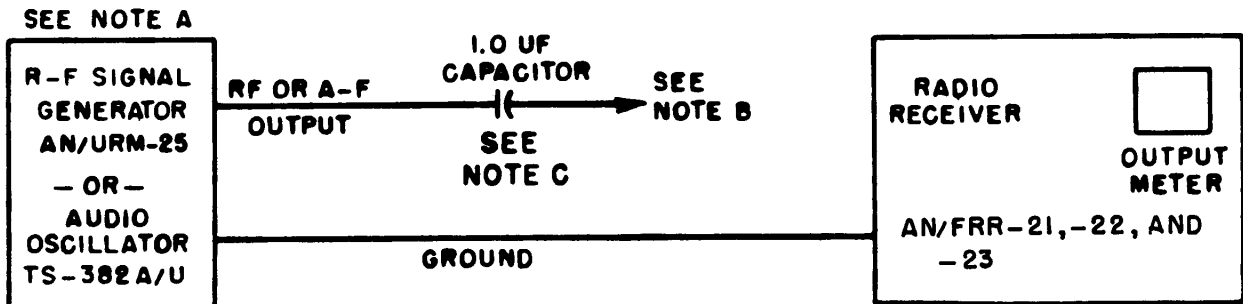 SEE NOTE A
R-F SIGNAL
GENERATOR
AN/URM-25
— OR —
AUDIO
OSCILLATOR
TS-382A/U
RF OR A-F
OUTPUT
1.0 UF
CAPACITOR
SEE
NOTE C
SEE
NOTE B
GROUND
RADIO
RECEIVER
OUTPUT
METER
AN/FRR-21,-22, AND
-23